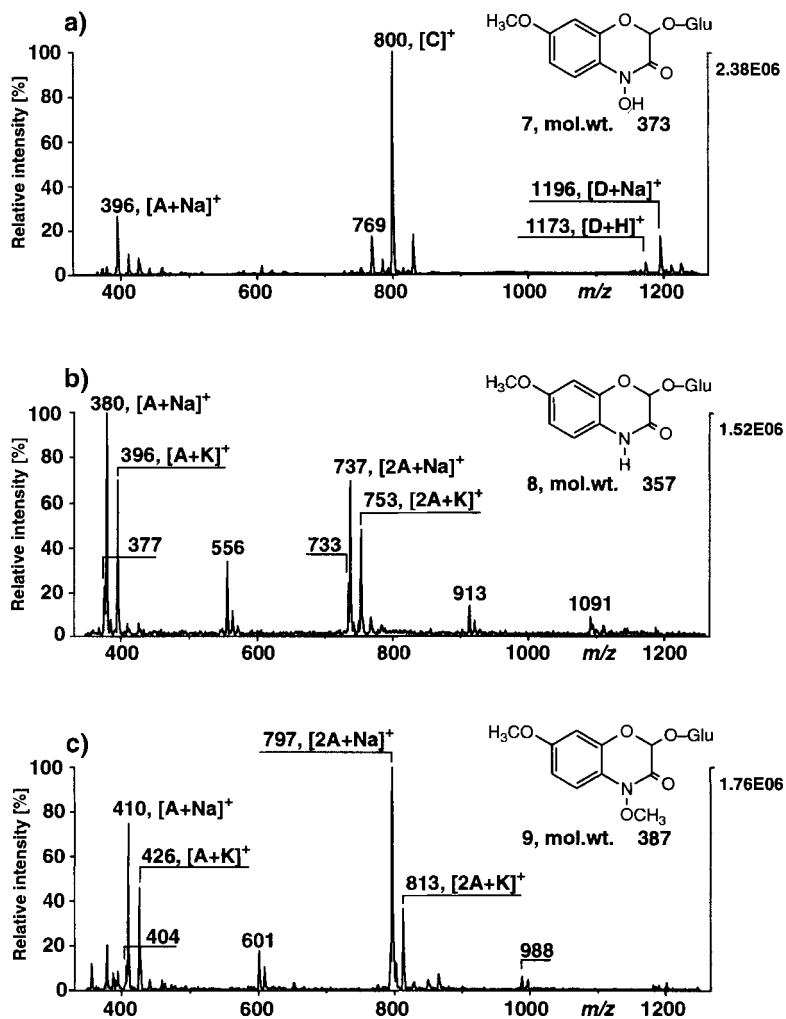 a)
Relative intensity [%]
100
80
60
40
20
0
400
600
800
1000
m/z
1200
396, [A+Na]⁺
769
800, [C]⁺
1196, [D+Na]⁺
1173, [D+H]⁺
2.38E06
H₃CO
O
O–Glu
N
O
OH
7, mol.wt. 373
b)
Relative intensity [%]
100
80
60
40
20
0
400
600
800
1000
m/z
1200
380, [A+Na]⁺
396, [A+K]⁺
377
556
737, [2A+Na]⁺
753, [2A+K]⁺
733
913
1091
1.52E06
H₃CO
O
O–Glu
N
O
H
8, mol.wt. 357
c)
Relative intensity [%]
100
80
60
40
20
0
400
600
800
1000
m/z
1200
797, [2A+Na]⁺
410, [A+Na]⁺
426, [A+K]⁺
404
601
813, [2A+K]⁺
988
1.76E06
H₃CO
O
O–Glu
N
O
OCH₃
9, mol.wt. 387